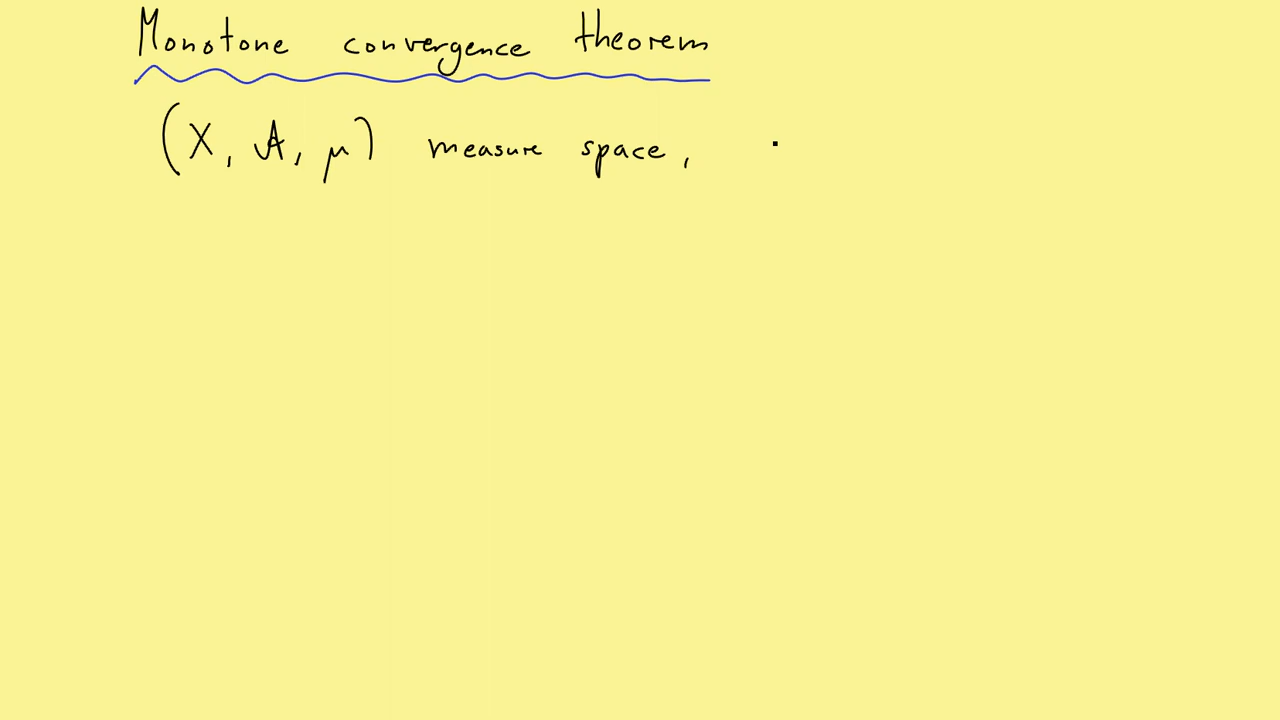 Monotone convergence theorem
(X, 𝒜, μ) measure space,